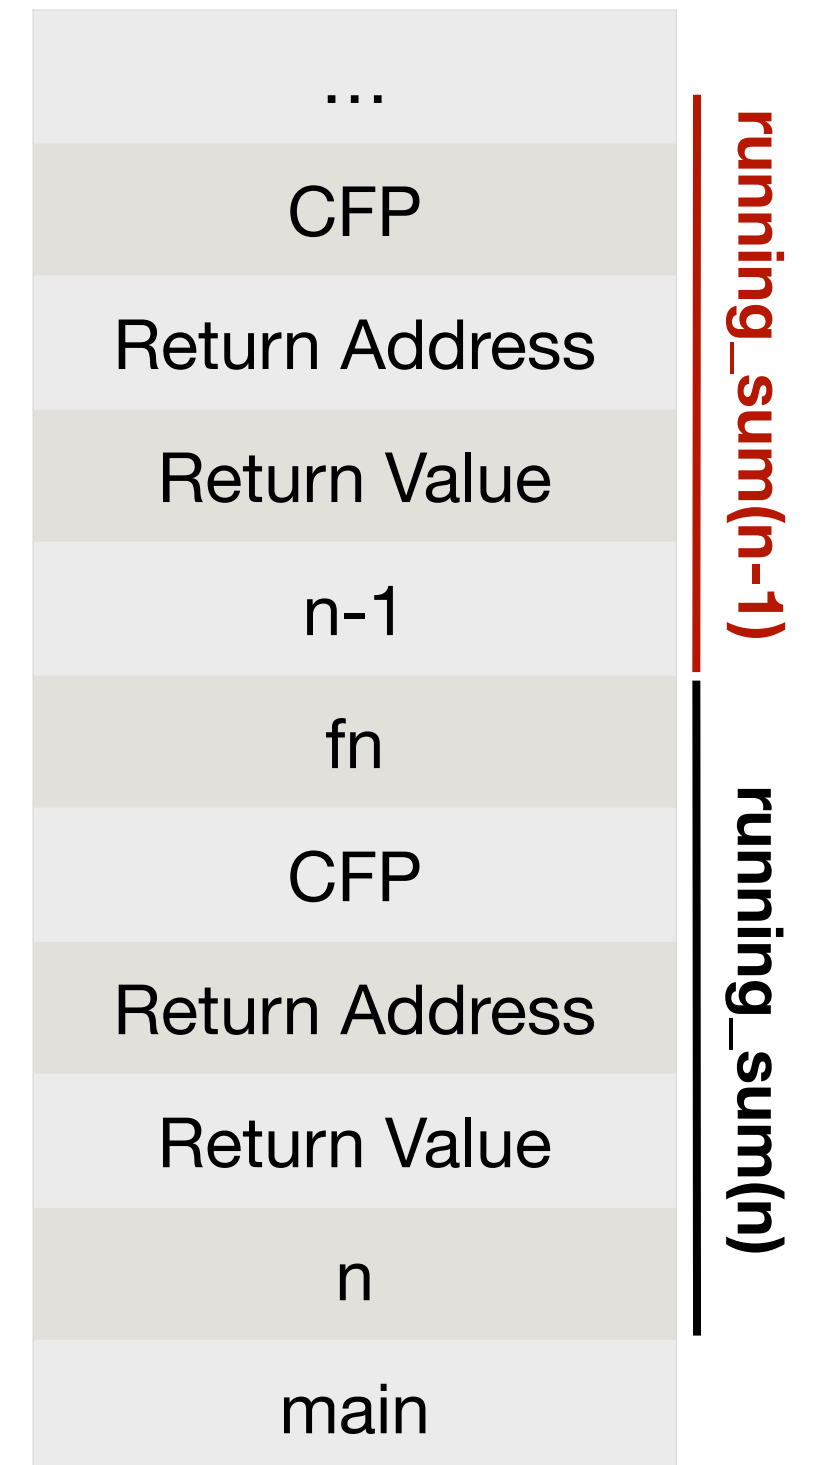 ...
CFP
Return Address
Return Value
n-1
fn
CFP
Return Address
Return Value
n
main
running_sum(n-1)
running_sum(n)